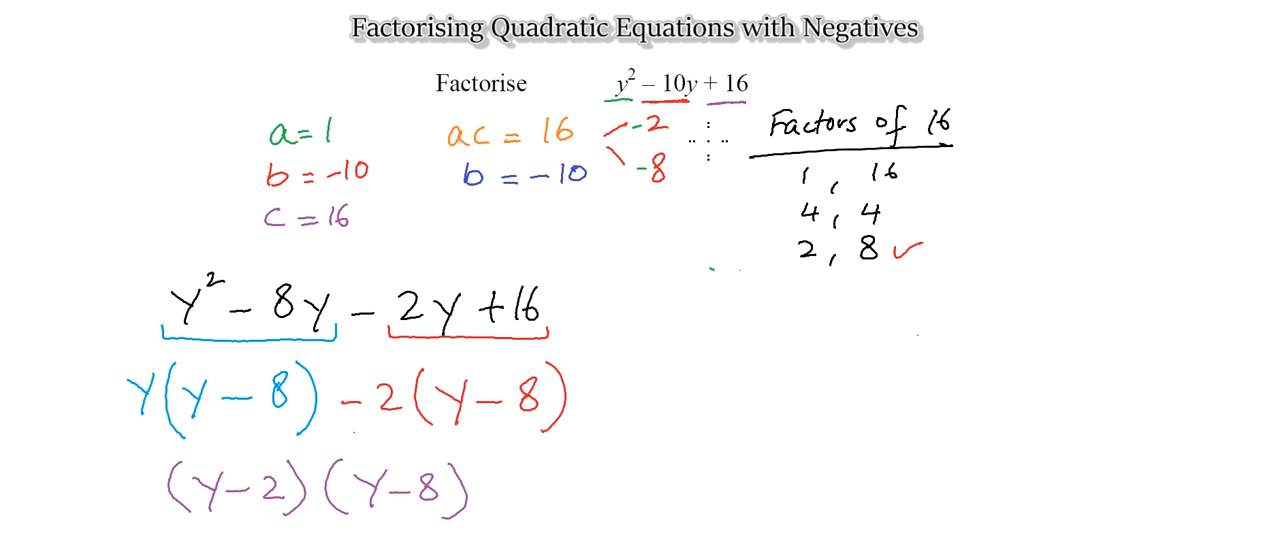 Factorising Quadratic Equations with Negatives
Factorise y² – 10y + 16
a = 1
b = -10
c = 16
ac = 16
-2
-8
b = -10
Factors of 16
1, 16
4, 4
2, 8 ✓
y² - 8y - 2y + 16
y(y - 8) - 2(y - 8)
(y - 2)(y - 8)